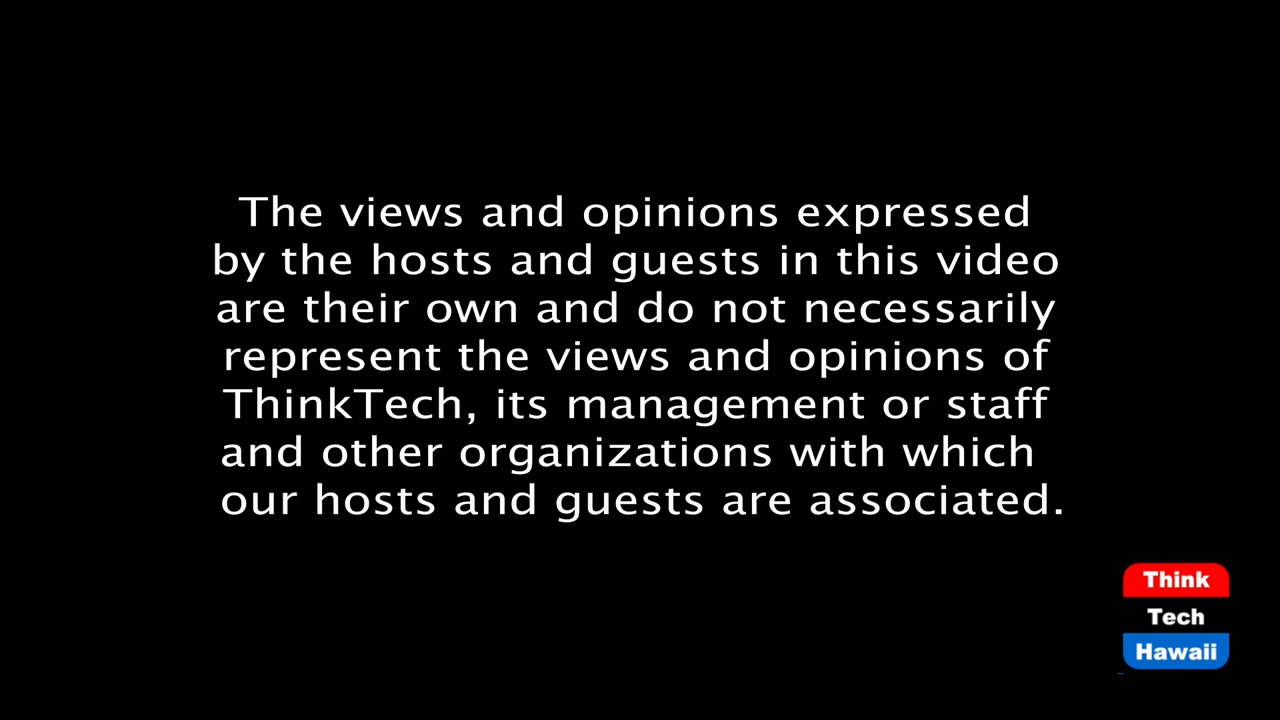 The views and opinions expressed
by the hosts and guests in this video
are their own and do not necessarily
represent the views and opinions of
ThinkTech, its management or staff
and other organizations with which
our hosts and guests are associated.
Think
Tech
Hawaii